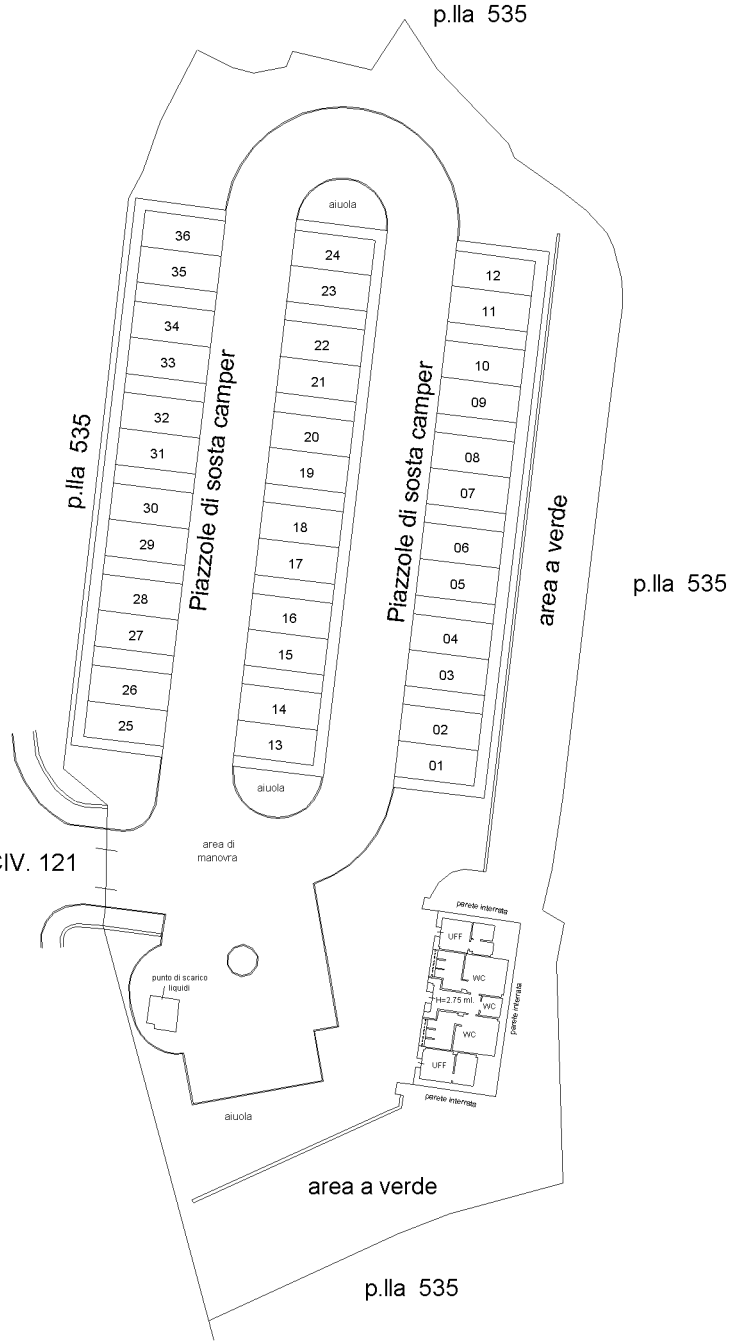 p.lla 535
aiuola
36
24
35
12
23
11
34
22
33
10
21
09
32
20
31
08
19
07
30
18
29
06
17
05
28
16
27
04
15
03
26
14
25
02
13
01
p.lla 535
Piazzole di sosta camper
Piazzole di sosta camper
area a verde
p.lla 535
aiuola
area di
manovra
CIV. 121
parete interrata
UFF
punto di scarico
liquidi
WC
H=2.75 ml.
WC
parete interrata
WC
UFF
parete interrata
aiuola
area a verde
p.lla 535